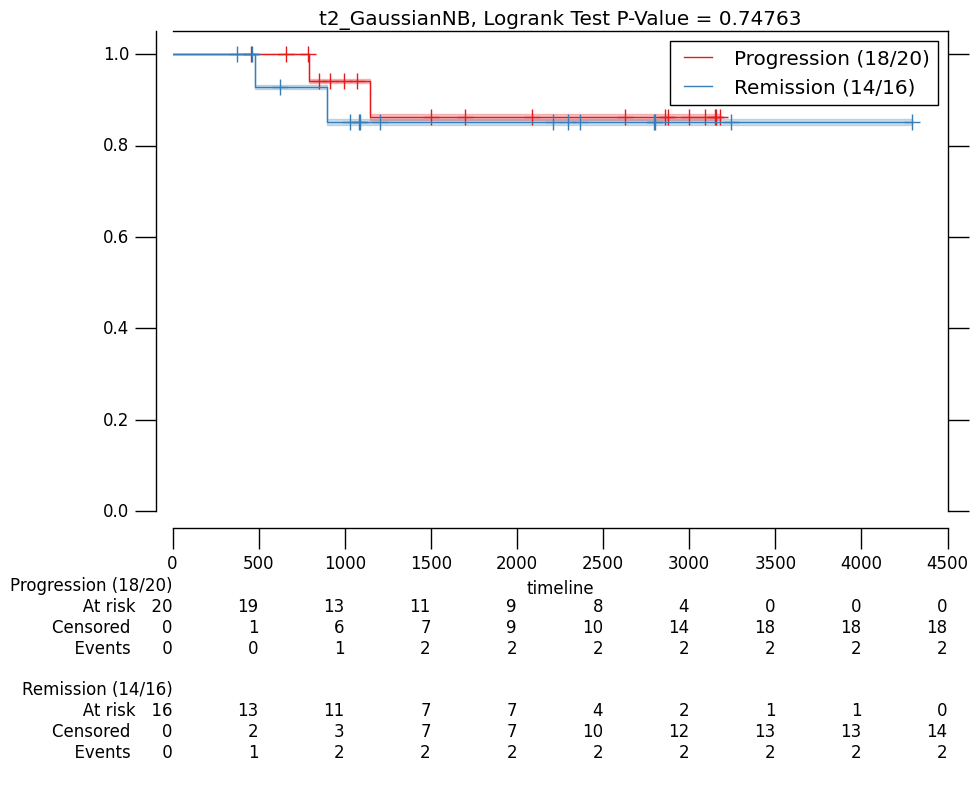 t2_GaussianNB, Logrank Test P-Value = 0.74763
Progression (18/20)
Remission (14/16)
1.0
0.8
0.6
0.4
0.2
0.0
0 500 1000 1500 2000 2500 3000 3500 4000 4500
timeline
Progression (18/20)
At risk 20 19 13 11 9 8 4 0 0 0
Censored 0 1 6 7 9 10 14 18 18 18
Events 0 0 1 2 2 2 2 2 2 2
Remission (14/16)
At risk 16 13 11 7 7 4 2 1 1 0
Censored 0 2 3 7 7 10 12 13 13 14
Events 0 1 2 2 2 2 2 2 2 2